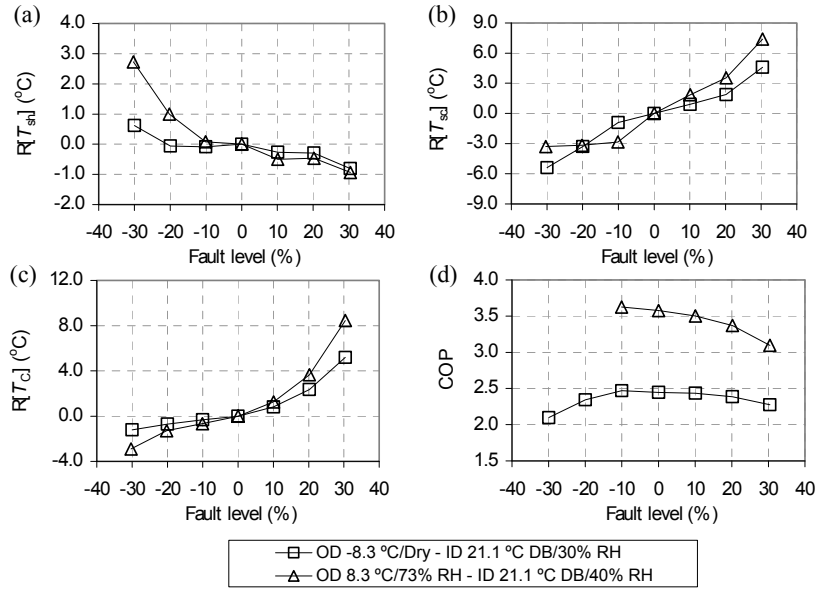 (a)
R[Tsh] (°C)
4.0
3.0
2.0
1.0
0.0
-1.0
-2.0
-40 -30 -20 -10 0 10 20 30 40
Fault level (%)
(b)
R[Tsc] (°C)
9.0
6.0
3.0
0.0
-3.0
-6.0
-9.0
-40 -30 -20 -10 0 10 20 30 40
Fault level (%)
(c)
R[TC] (°C)
12.0
8.0
4.0
0.0
-4.0
-40 -30 -20 -10 0 10 20 30 40
Fault level (%)
(d)
COP
4.0
3.5
3.0
2.5
2.0
1.5
-40 -30 -20 -10 0 10 20 30 40
Fault level (%)
OD -8.3 ºC/Dry - ID 21.1 ºC DB/30% RH
OD 8.3 ºC/73% RH - ID 21.1 ºC DB/40% RH